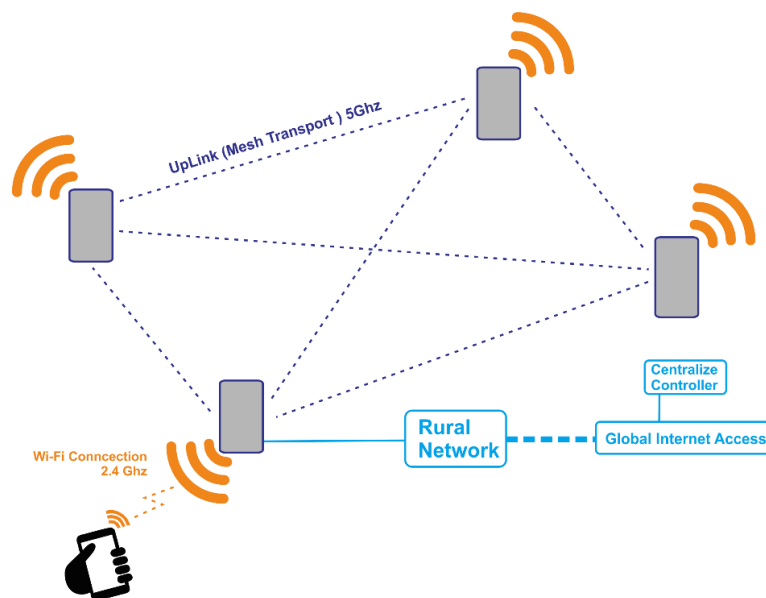 UpLink (Mesh Transport ) 5Ghz
Centralize
Controller
Rural
Network
Global Internet Access
Wi-Fi Conncection
2.4 Ghz